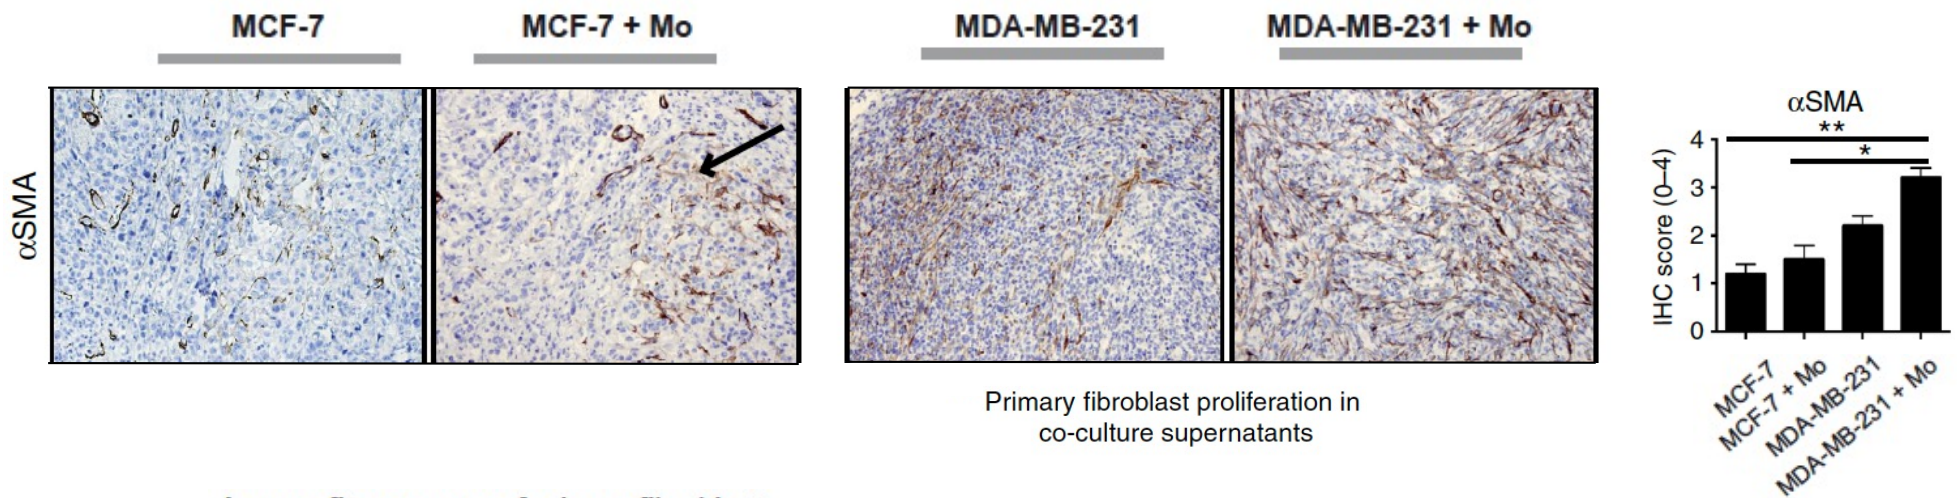 MCF-7
MCF-7 + Mo
MDA-MB-231
MDA-MB-231 + Mo
αSMA
αSMA
**
*
IHC score (0–4)
4
3
2
1
0
MCF-7
MCF-7 + Mo
MDA-MB-231
MDA-MB-231 + Mo
Primary fibroblast proliferation in
co-culture supernatants